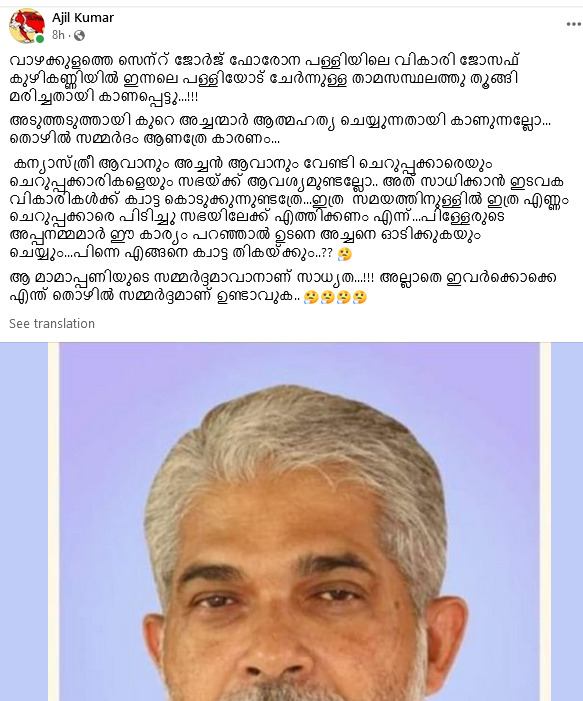 Ajil Kumar
8h ·
വാഴക്കുളത്തെ സെന്റ് ജോർജ് ഫോരോന പള്ളിയിലെ വികാരി ജോസഫ്
കുഴികണ്ണിയിൽ ഇന്നലെ പള്ളിയോട് ചേർന്നുള്ള താമസസ്ഥലത്തു തൂങ്ങി
മരിച്ചതായി കാണപ്പെട്ടു...!!!
അടുത്തടുത്തായി കുറെ അച്ചന്മാർ ആത്മഹത്യ ചെയ്യുന്നതായി കാണുന്നല്ലോ...
തൊഴിൽ സമ്മർദം ആണത്രേ കാരണം...
കന്യാസ്ത്രീ ആവാനും അച്ചൻ ആവാനും വേണ്ടി ചെറുപ്പക്കാരെയും
ചെറുപ്പക്കാരികളെയും സഭയ്ക്ക് ആവശ്യമുണ്ടല്ലോ.. അത് സാധിക്കാൻ ഇടവക
വികാരികൾക്ക് ക്വാട്ട കൊടുക്കുന്നുണ്ടത്രേ...ഇത്ര സമയത്തിനുള്ളിൽ ഇത്ര എണ്ണം
ചെറുപ്പക്കാരെ പിടിച്ചു സഭയിലേക്ക് എത്തിക്കണം എന്ന്...പിള്ളേരുടെ
അപ്പനമ്മമാർ ഈ കാര്യം പറഞ്ഞാൽ ഉടനെ അച്ചനെ ഓടിക്കുകയും
ചെയ്യും...പിന്നെ എങ്ങനെ ക്വാട്ട തികയ്ക്കും..?? 🤔
ആ മാമാപ്പണിയുടെ സമ്മർദ്ദമാവാനാണ് സാധ്യത...!!! അല്ലാതെ ഇവർക്കൊക്കെ
എന്ത് തൊഴിൽ സമ്മർദ്ദമാണ് ഉണ്ടാവുക.. 🤔🤔🤔🤔
See translation